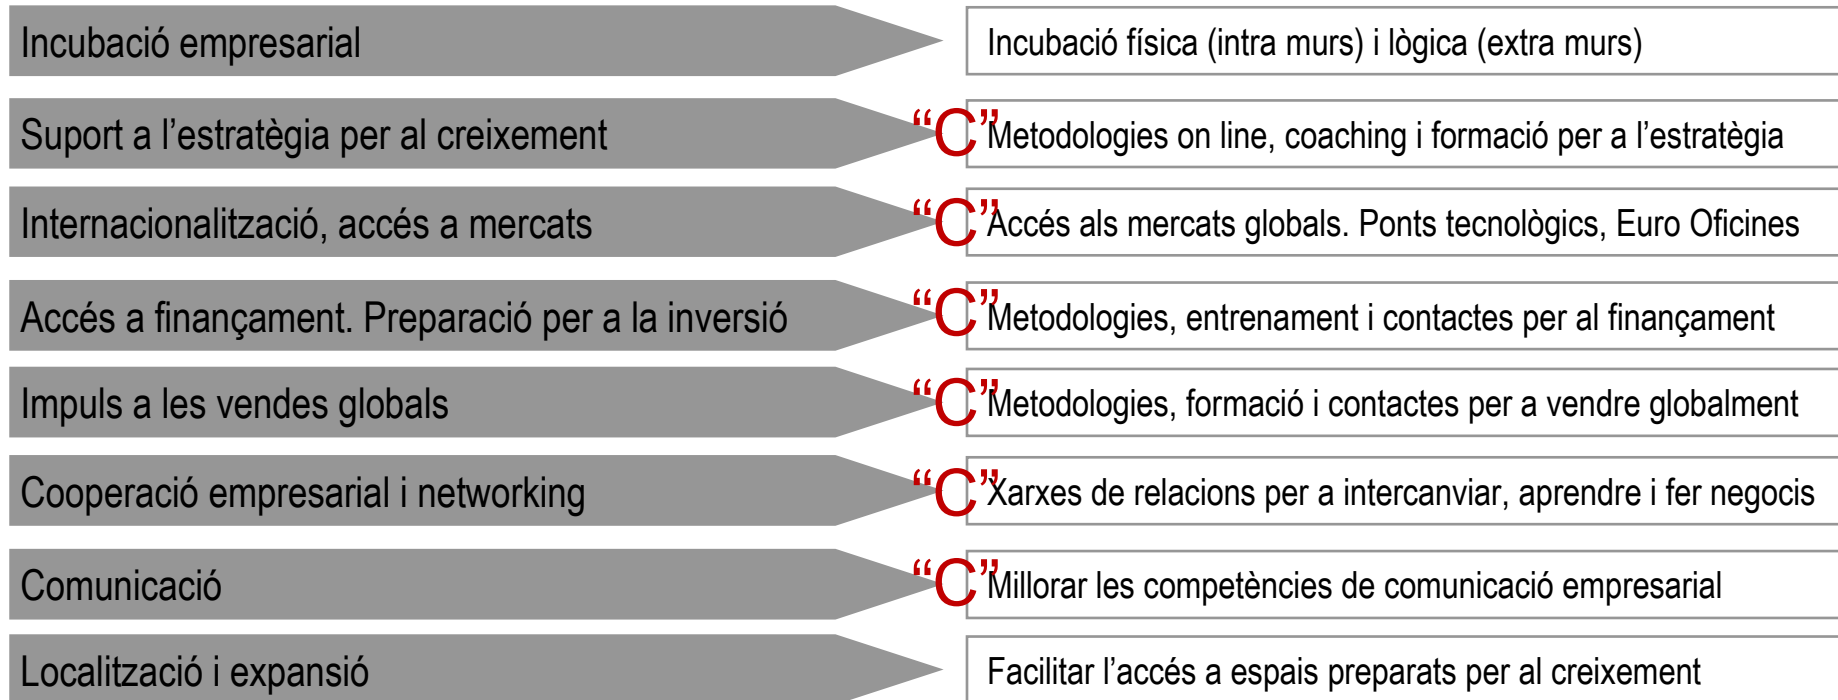 Incubació empresarial
Incubació física (intra murs) i lògica (extra murs)
Suport a l’estratègia per al creixement
“C”
Metodologies on line, coaching i formació per a l’estratègia
Internacionalització, accés a mercats
“C”
Accés als mercats globals. Ponts tecnològics, Euro Oficines
Accés a finançament. Preparació per a la inversió
“C”
Metodologies, entrenament i contactes per al finançament
Impuls a les vendes globals
“C”
Metodologies, formació i contactes per a vendre globalment
Cooperació empresarial i networking
“C”
Xarxes de relacions per a intercanviar, aprendre i fer negocis
Comunicació
“C”
Millorar les competències de comunicació empresarial
Localització i expansió
Facilitar l’accés a espais preparats per al creixement